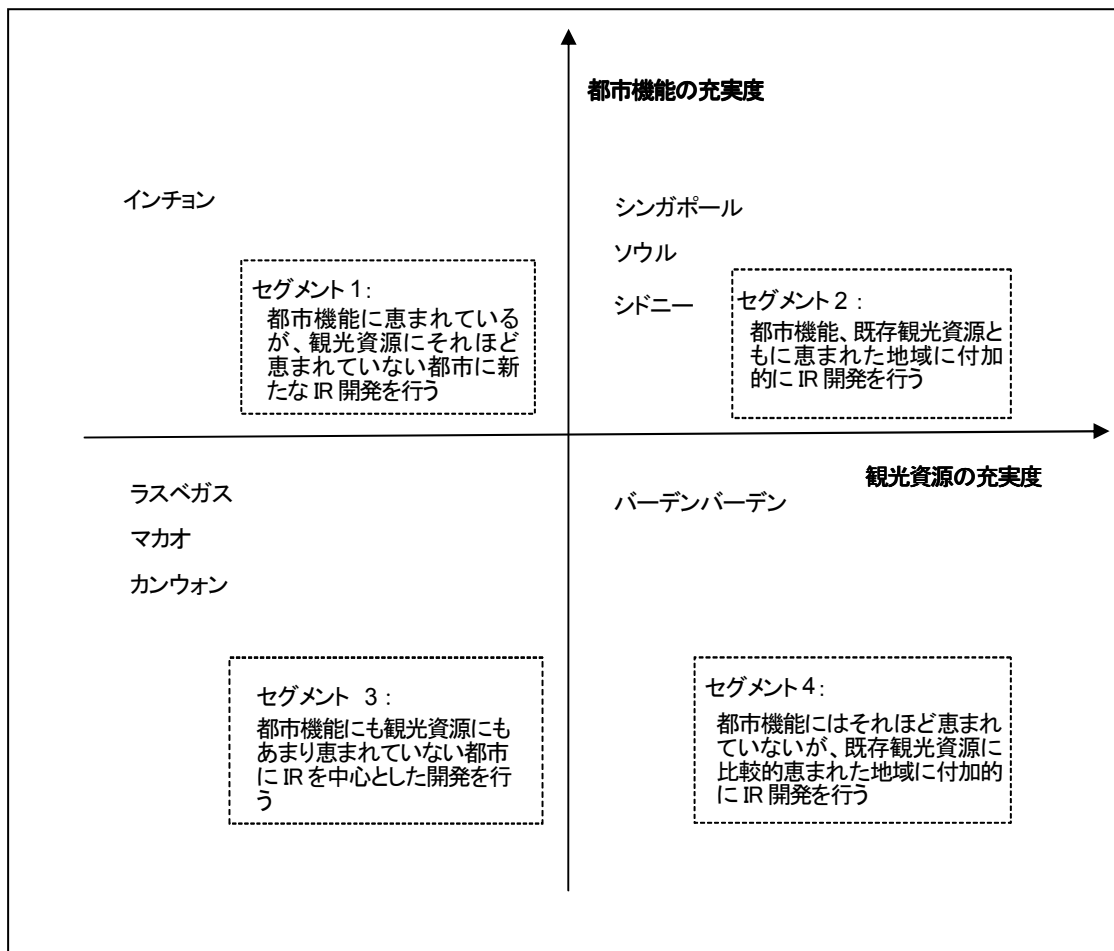 都市機能の充実度
インチョン
シンガポール
ソウル
シドニー
セグメント 1：
都市機能に恵まれている
が、観光資源にそれほど
恵まれていない都市に新
たな IR 開発を行う
セグメント 2 ：
都市機能、既存観光資源と
もに恵まれた地域に付加
的に IR 開発を行う
観光資源の充実度
ラスベガス
マカオ
カンウォン
バーデンバーデン
セグメント 3：
都市機能にも観光資源にも
あまり恵まれていない都市
に IR を中心とした開発を行
う
セグメント 4：
都市機能にはそれほど恵まれ
ていないが、既存観光資源に
比較的恵まれた地域に付加的
に IR 開発を行う